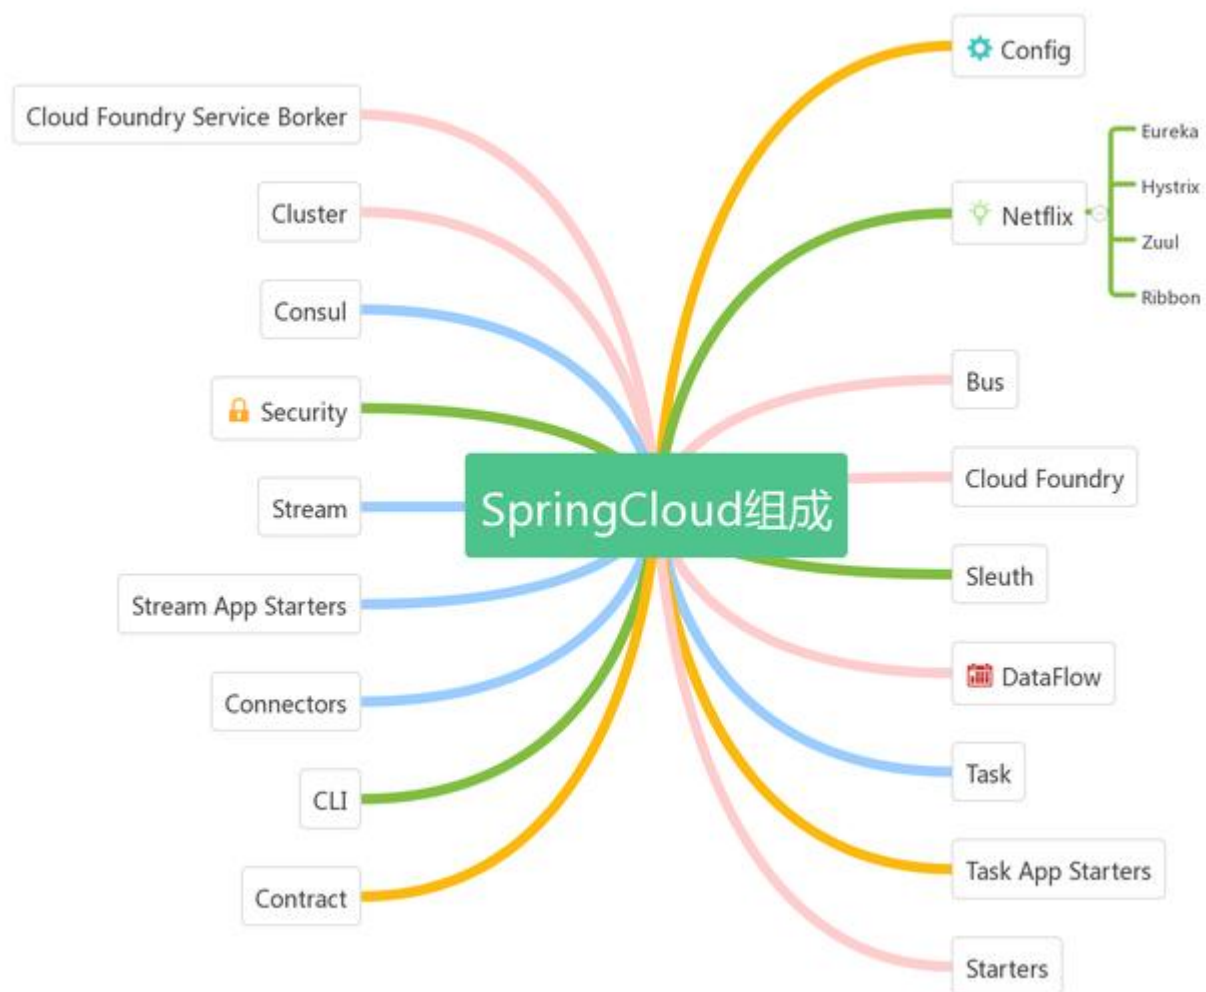 SpringCloud组成
Config
Netflix
Eureka
Hystrix
Zuul
Ribbon
Bus
Cloud Foundry
Sleuth
DataFlow
Task
Task App Starters
Starters
Cloud Foundry Service Borker
Cluster
Consul
Security
Stream
Stream App Starters
Connectors
CLI
Contract